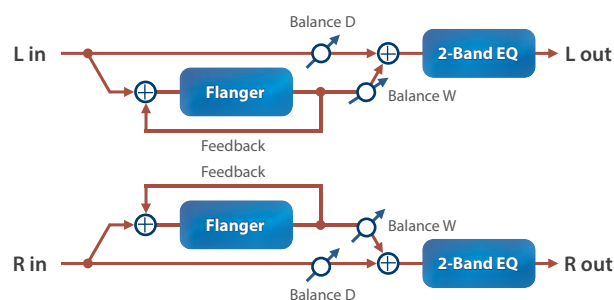 Balance D
L in
2-Band EQ
L out
Flanger
Balance W
Feedback
Feedback
Flanger
Balance W
R in
2-Band EQ
R out
Balance D